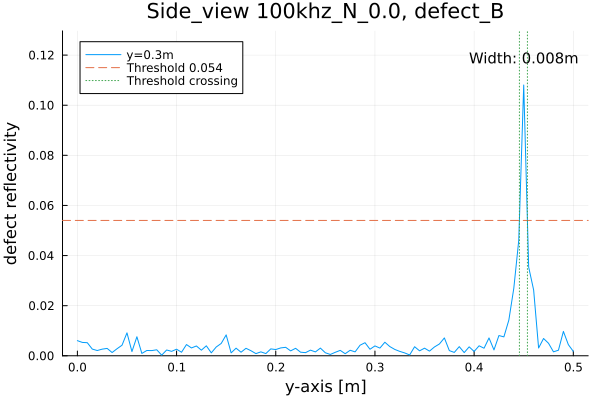 Side_view 100khz_N_0.0, defect_B
y=0.3m
Threshold 0.054
Threshold crossing
Width: 0.008m
defect reflectivity
0.12
0.10
0.08
0.06
0.04
0.02
0.00
0.0
0.1
0.2
0.3
0.4
0.5
y-axis [m]